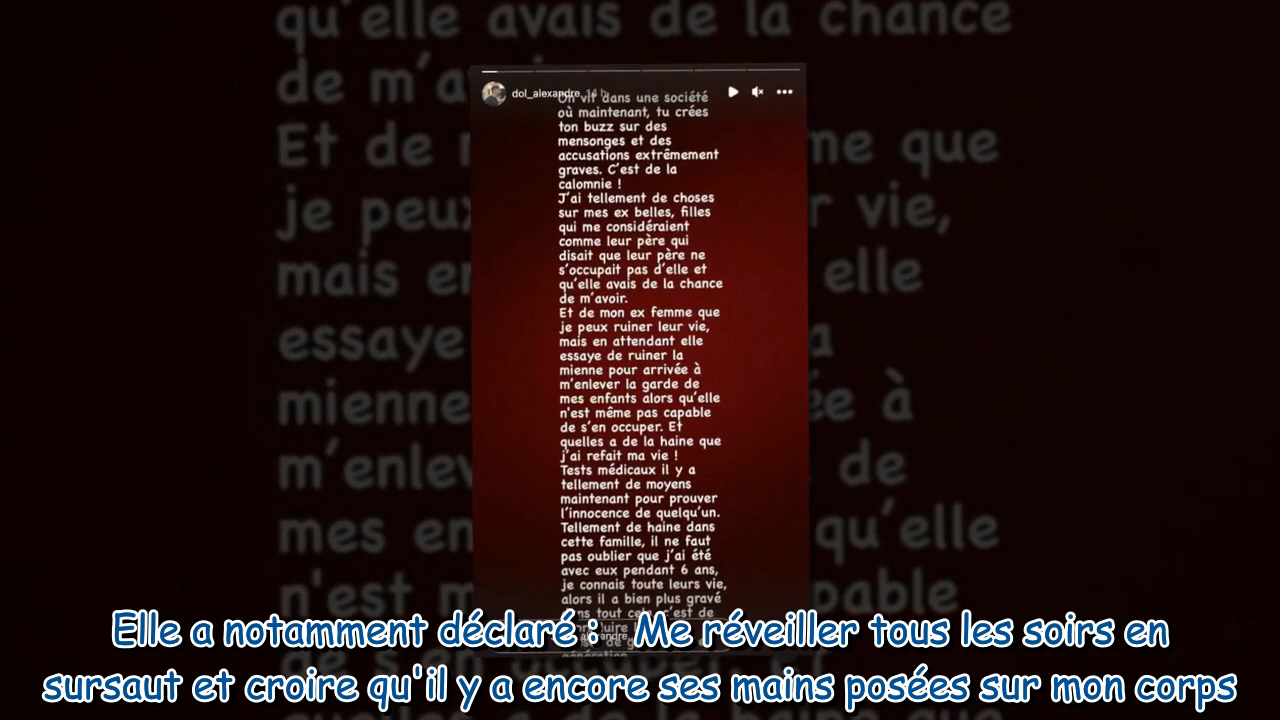 dol_alexandre 14 h
On vit dans une société
où maintenant, tu crées
ton buzz sur des
mensonges et des
accusations extrêmement
graves. C'est de la
calomnie !
J'ai tellement de choses
sur mes ex belles, filles
qui me considéraient
comme leur père qui
disait que leur père ne
s'occupait pas d'elle et
qu'elle avais de la chance
de m'avoir.
Et de mon ex femme que
je peux ruiner leur vie,
mais en attendant elle
essaye de ruiner la
mienne pour arrivée à
m'enlever la garde de
mes enfants alors qu'elle
n'est même pas capable
de s'en occuper. Et
quelles a de la haine que
j'ai refait ma vie !
Tests médicaux il y a
tellement de moyens
maintenant pour prouver
l'innocence de quelqu'un.
Tellement de haine dans
cette famille, il ne faut
pas oublier que j'ai été
avec eux pendant 6 ans,
je connais toute leurs vie,
alors il a bien plus gravé
tout c'est de
Elle a notamment déclaré : Me réveiller tous les soirs en
sursaut et croire qu'il y a encore ses mains posées sur mon corps